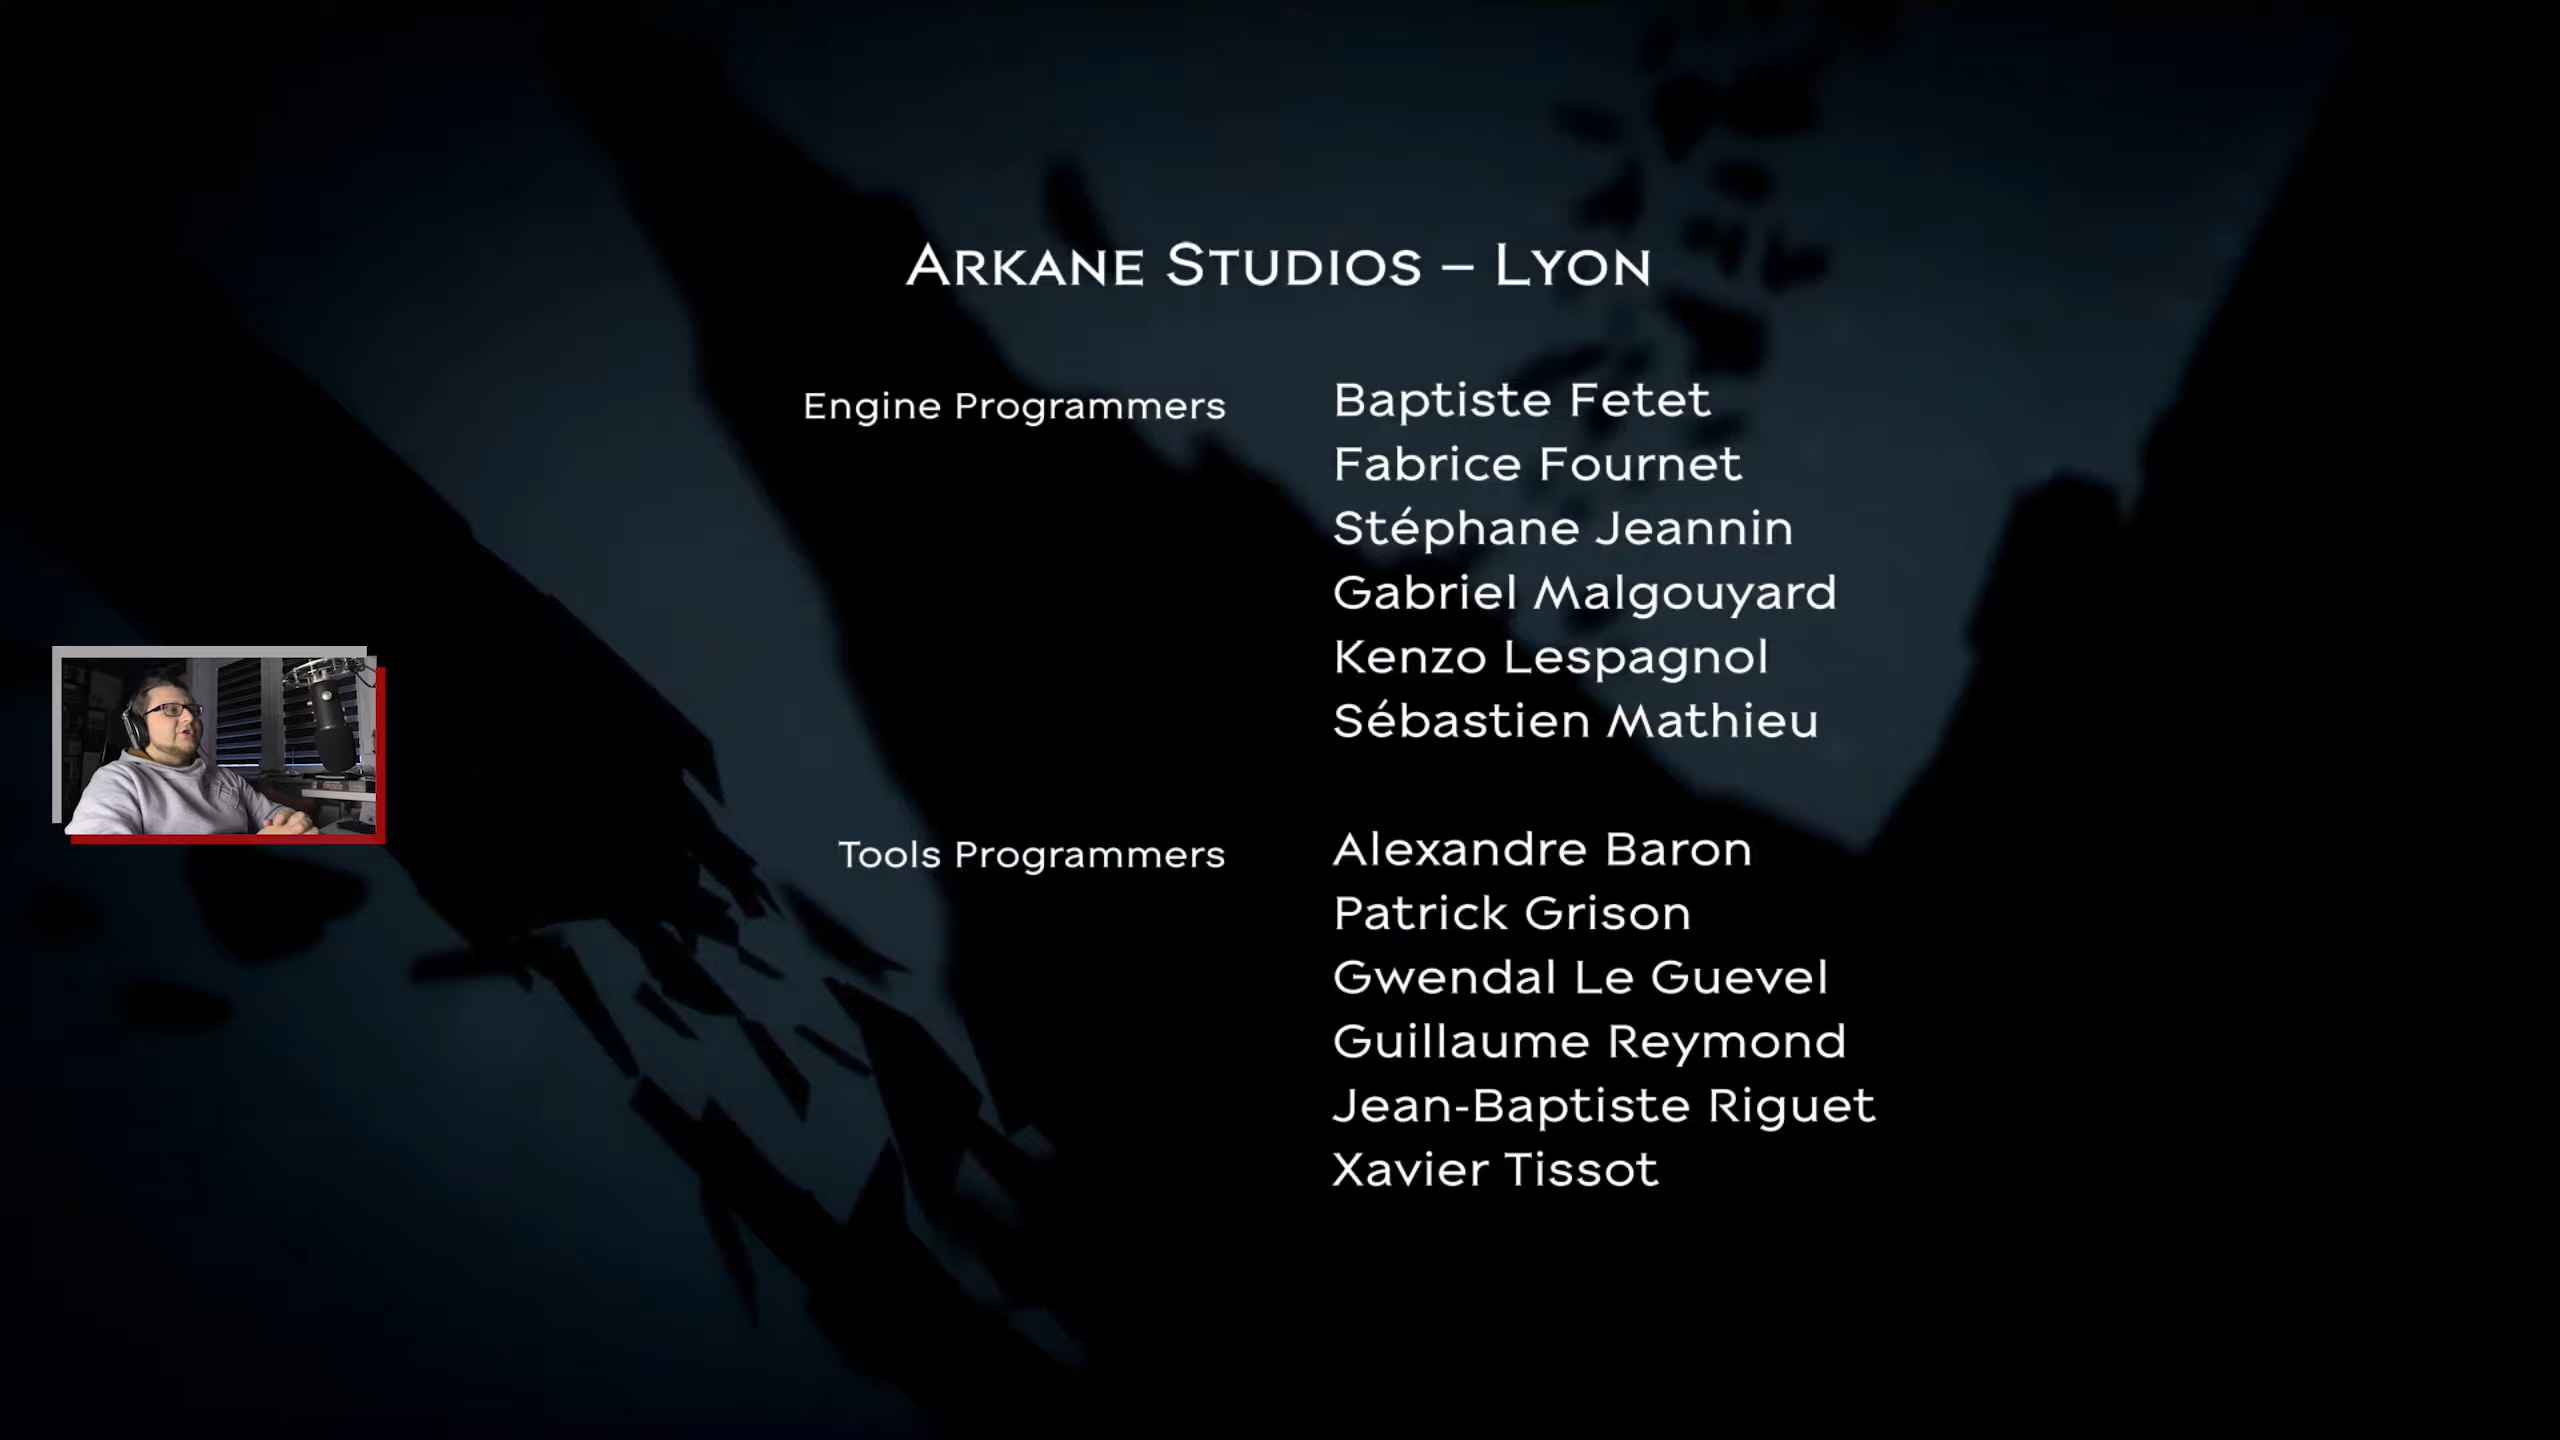 Arkane Studios – Lyon
Engine Programmers
Baptiste Fetet
Fabrice Fournet
Stéphane Jeannin
Gabriel Malgouyard
Kenzo Lespagnol
Sébastien Mathieu
Tools Programmers
Alexandre Baron
Patrick Grison
Gwendal Le Guevel
Guillaume Reymond
Jean-Baptiste Riguet
Xavier Tissot